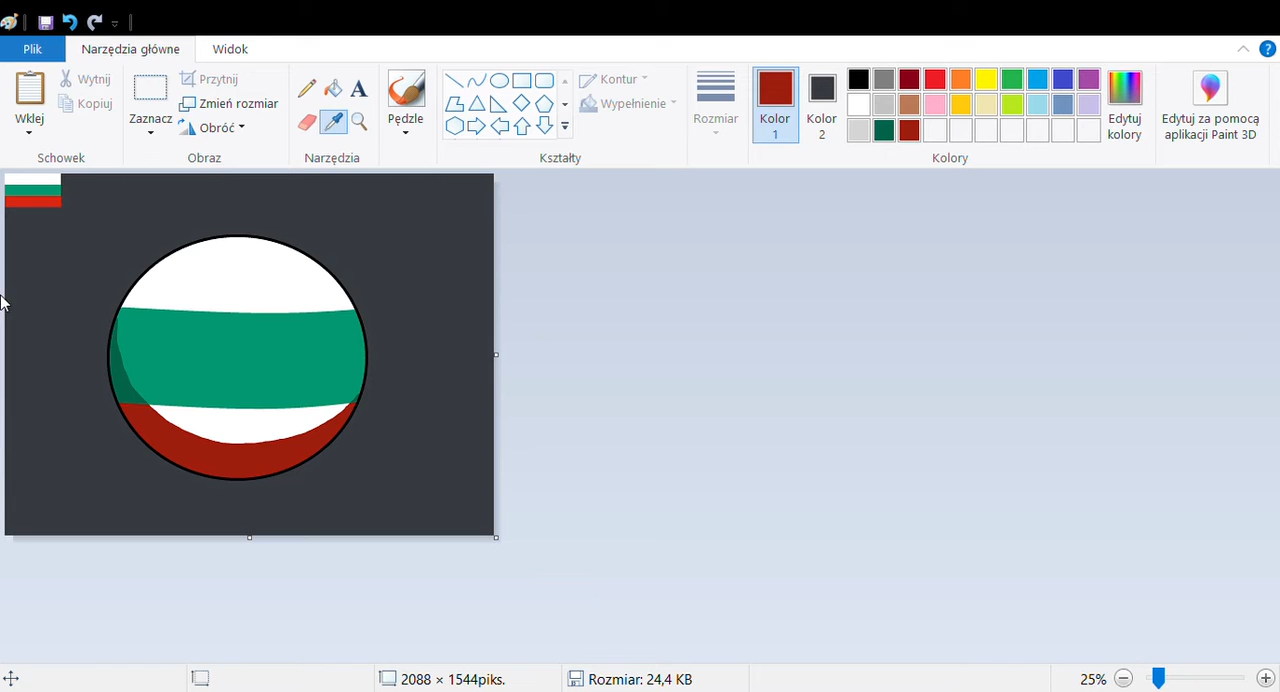 Plik Narzędzia główne Widok
Wklej
Wytnij
Kopiuj
Schowek
Zaznacz
Przytnij
Zmień rozmiar
Obróć
Obraz
A
Narzędzia
Pędzle
Kontur
Wypełnienie
Kształty
Rozmiar
Kolor
1
Kolor
2
Edytuj
kolory
Kolory
Edytuj za pomocą
aplikacji Paint 3D
?
2088 × 1544piks.
Rozmiar: 24,4 KB
25%